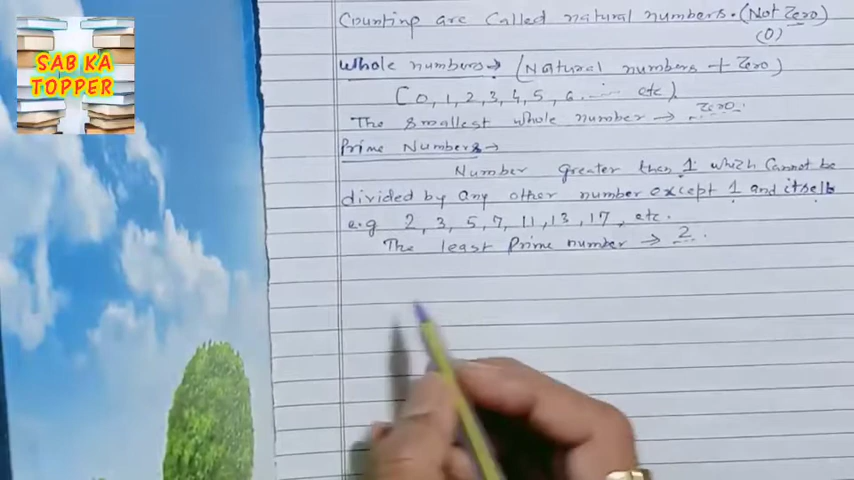 SAB KA
TOPPER
Counting are Called natural numbers. (Not Zero)
(0)
Whole numbers → (Natural numbers + Zero)
(0, 1, 2, 3, 4, 5, 6 ...... etc)
The smallest whole number → Zero.
Prime Numbers →
Number greater than 1 which Cannot be
divided by any other number except 1 and itself
e.g 2, 3, 5, 7, 11, 13, 17, etc.
The least Prime number → 2.